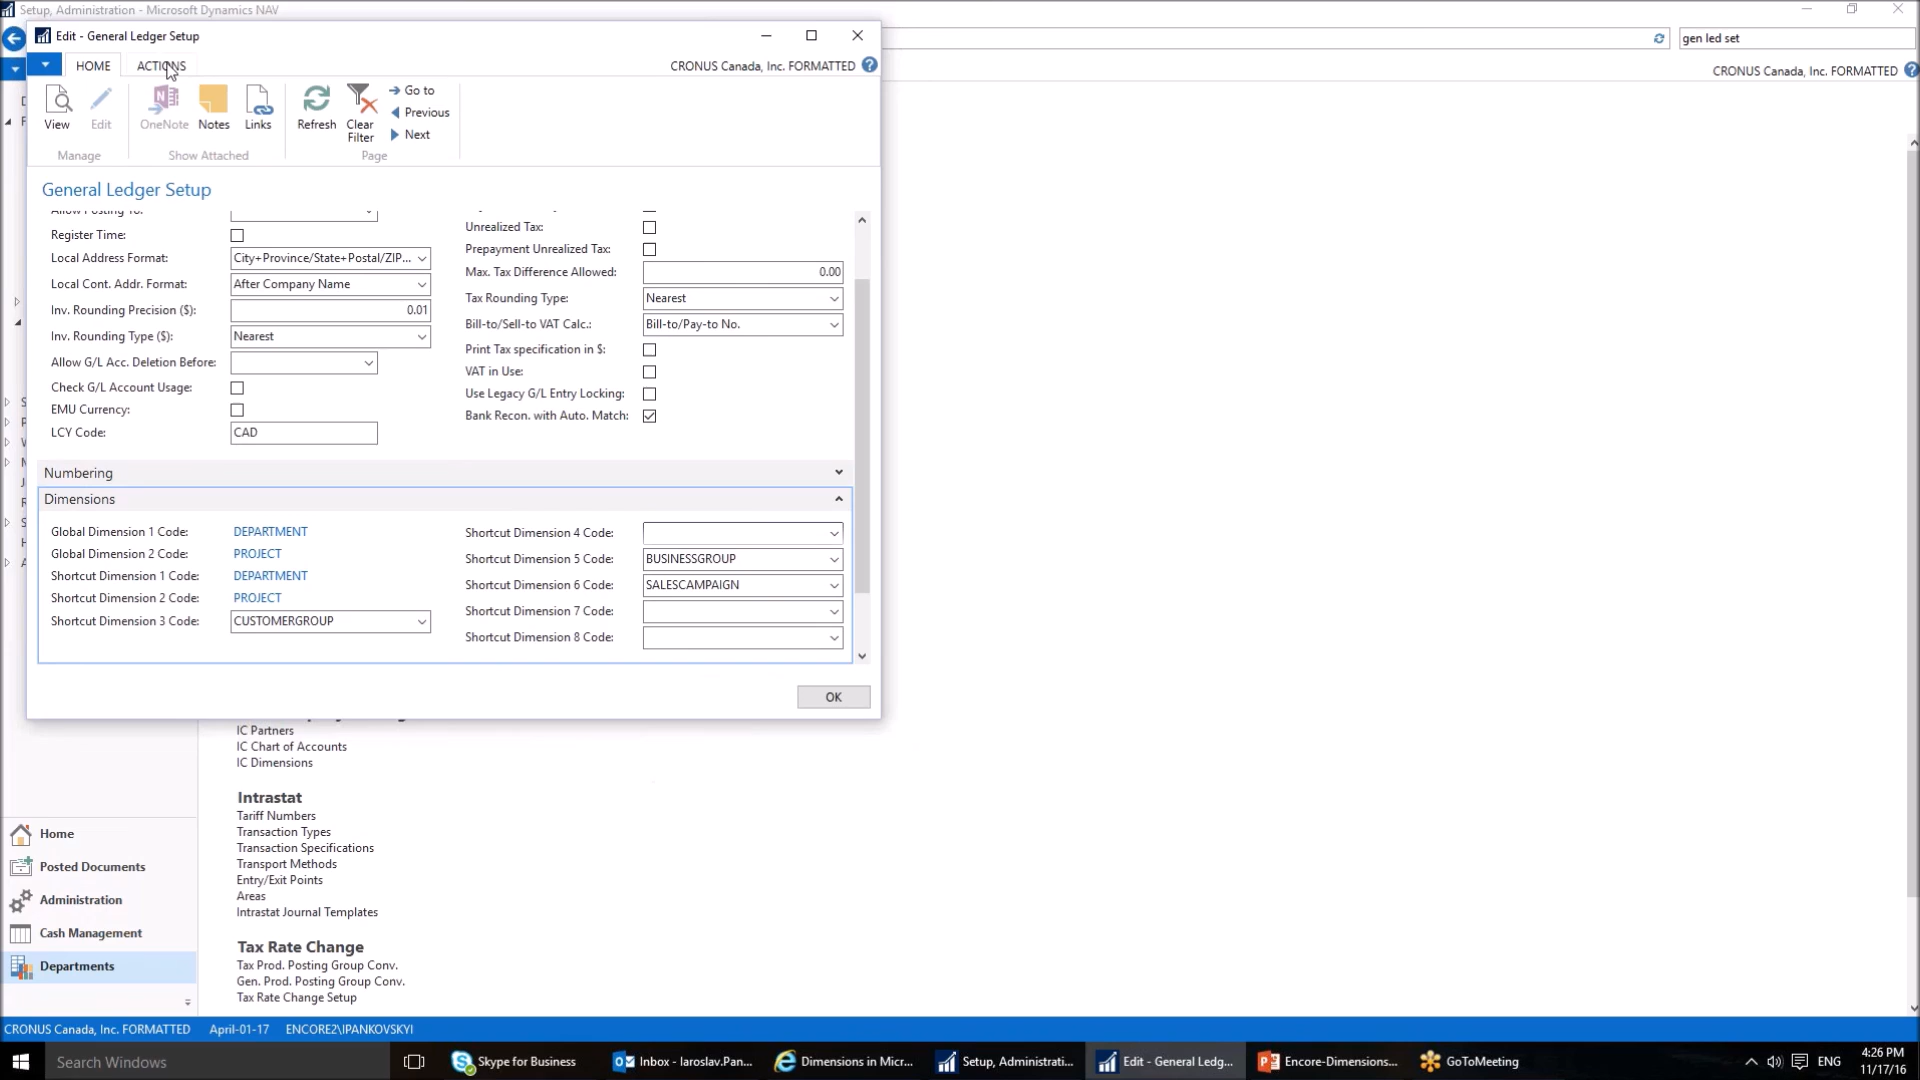 Setup, Administration - Microsoft Dynamics NAV
Edit - General Ledger Setup
gen led set
HOME
ACTIONS
CRONUS Canada, Inc. FORMATTED
CRONUS Canada, Inc. FORMATTED
View
Edit
OneNote
Notes
Links
Refresh
Clear Filter
Go to
Previous
Next
Manage
Show Attached
Page
General Ledger Setup
Allow Posting To:
Register Time:
Local Address Format: City+Province/State+Postal/ZIP...
Local Cont. Addr. Format: After Company Name
Inv. Rounding Precision ($): 0.01
Inv. Rounding Type ($): Nearest
Allow G/L Acc. Deletion Before:
Check G/L Account Usage:
EMU Currency:
LCY Code: CAD
Unrealized Tax:
Prepayment Unrealized Tax:
Max. Tax Difference Allowed: 0.00
Tax Rounding Type: Nearest
Bill-to/Sell-to VAT Calc.: Bill-to/Pay-to No.
Print Tax specification in $:
VAT in Use:
Use Legacy G/L Entry Locking:
Bank Recon. with Auto. Match:
Numbering
Dimensions
Global Dimension 1 Code: DEPARTMENT
Global Dimension 2 Code: PROJECT
Shortcut Dimension 1 Code: DEPARTMENT
Shortcut Dimension 2 Code: PROJECT
Shortcut Dimension 3 Code: CUSTOMERGROUP
Shortcut Dimension 4 Code:
Shortcut Dimension 5 Code: BUSINESSGROUP
Shortcut Dimension 6 Code: SALESCAMPAIGN
Shortcut Dimension 7 Code:
Shortcut Dimension 8 Code:
OK
IC Partners
IC Chart of Accounts
IC Dimensions
Intrastat
Tariff Numbers
Transaction Types
Transaction Specifications
Transport Methods
Entry/Exit Points
Areas
Intrastat Journal Templates
Tax Rate Change
Tax Prod. Posting Group Conv.
Gen. Prod. Posting Group Conv.
Tax Rate Change Setup
Home
Posted Documents
Administration
Cash Management
Departments
CRONUS Canada, Inc. FORMATTED April-01-17 ENCORE2\IPANKOVSKYI
Search Windows
Skype for Business
Inbox - Iaroslav.Pan...
Dimensions in Micr...
Setup, Administrati...
Edit - General Ledg...
Encore-Dimensions...
GoToMeeting
ENG
4:26 PM
11/17/16